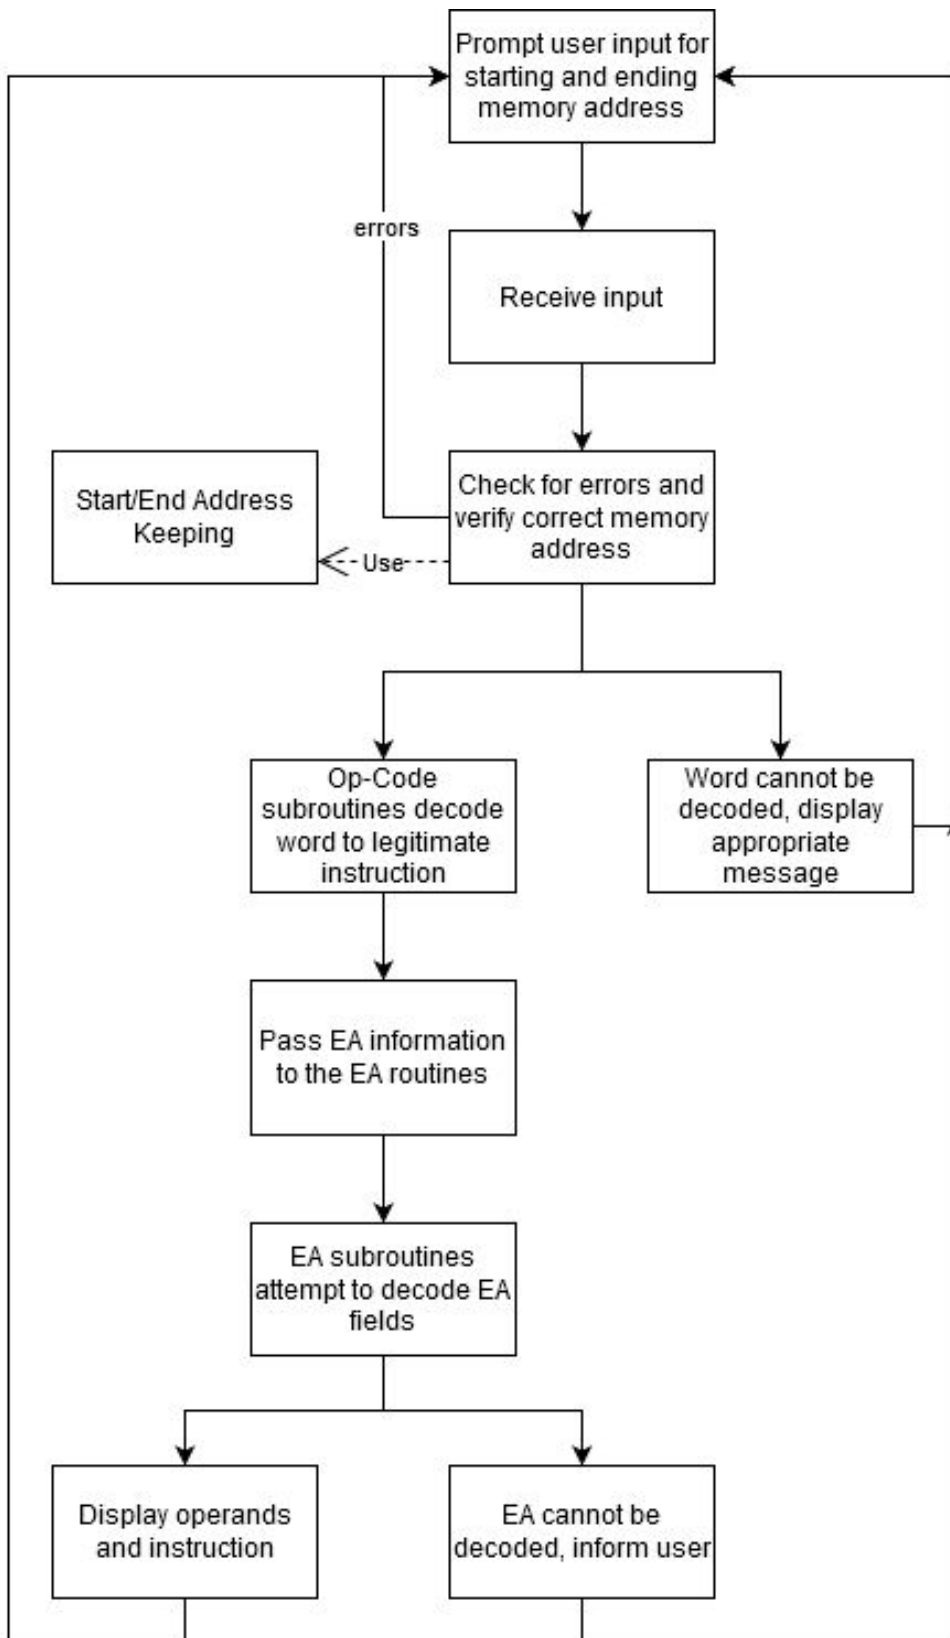 Prompt user input for
starting and ending
memory address
errors
Receive input
Start/End Address
Keeping
Check for errors and
verify correct memory
address
Use
Op-Code
subroutines decode
word to legitimate
instruction
Word cannot be
decoded, display
appropriate
message
Pass EA information
to the EA routines
EA subroutines
attempt to decode EA
fields
Display operands
and instruction
EA cannot be
decoded, inform user